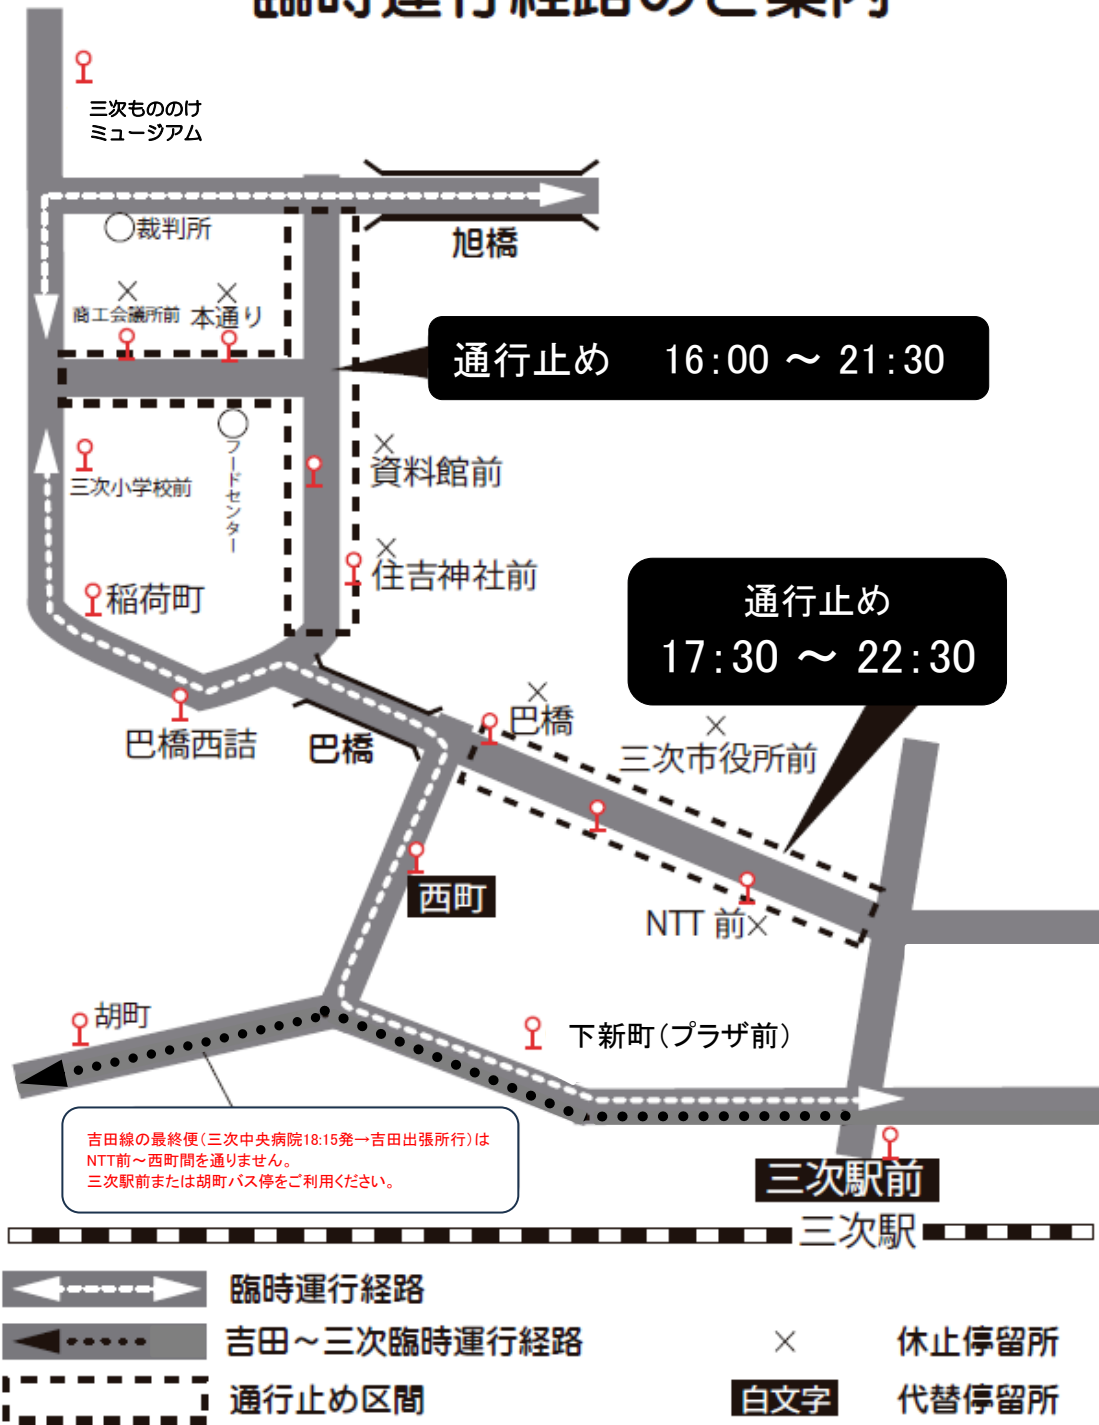 臨時運行経路のご案内
三次もののけ
ミュージアム
裁判所
旭橋
商工会議所前
本通り
通行止め 16:00 ～ 21:30
三次小学校前
フードセンター
資料館前
稲荷町
住吉神社前
通行止め
17:30 ～ 22:30
巴橋西詰
巴橋
巴橋
三次市役所前
西町
NTT 前
胡町
下新町(プラザ前)
吉田線の最終便(三次中央病院18:15発→吉田出張所行)は
NTT前～西町間を通りません。
三次駅前または胡町バス停をご利用ください。
三次駅前
三次駅
臨時運行経路
吉田～三次臨時運行経路
休止停留所
通行止め区間
白文字
代替停留所